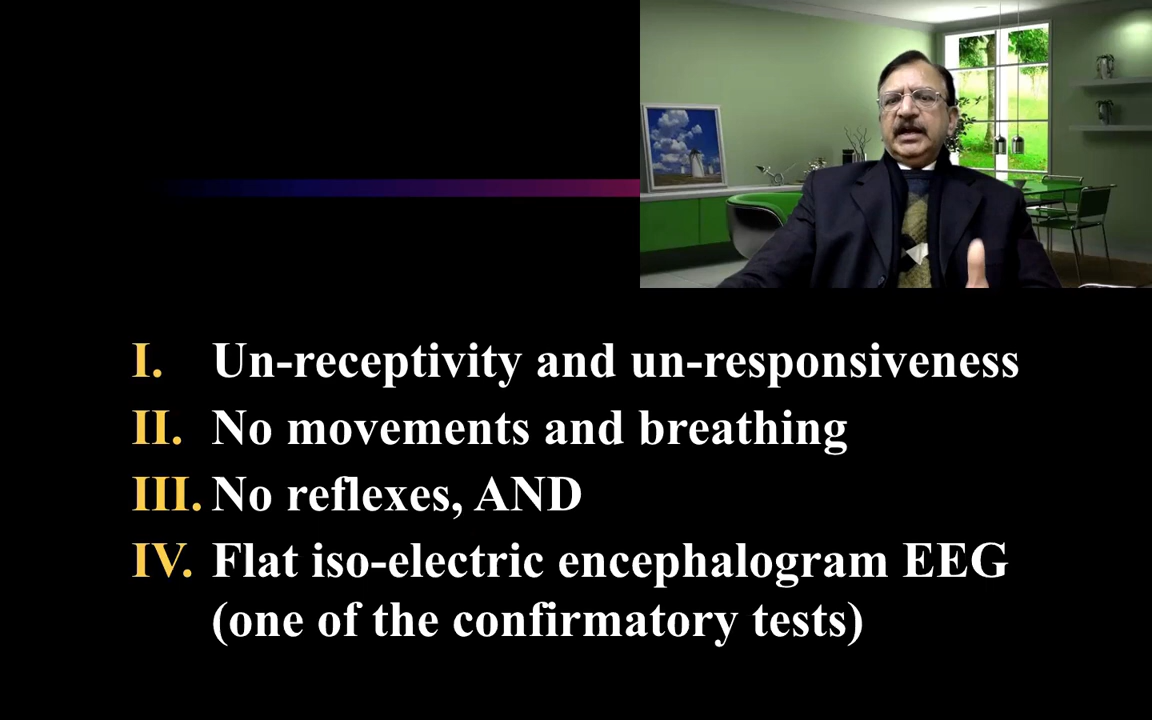 I. Un-receptivity and un-responsiveness
II. No movements and breathing
III. No reflexes, AND
IV. Flat iso-electric encephalogram EEG
(one of the confirmatory tests)